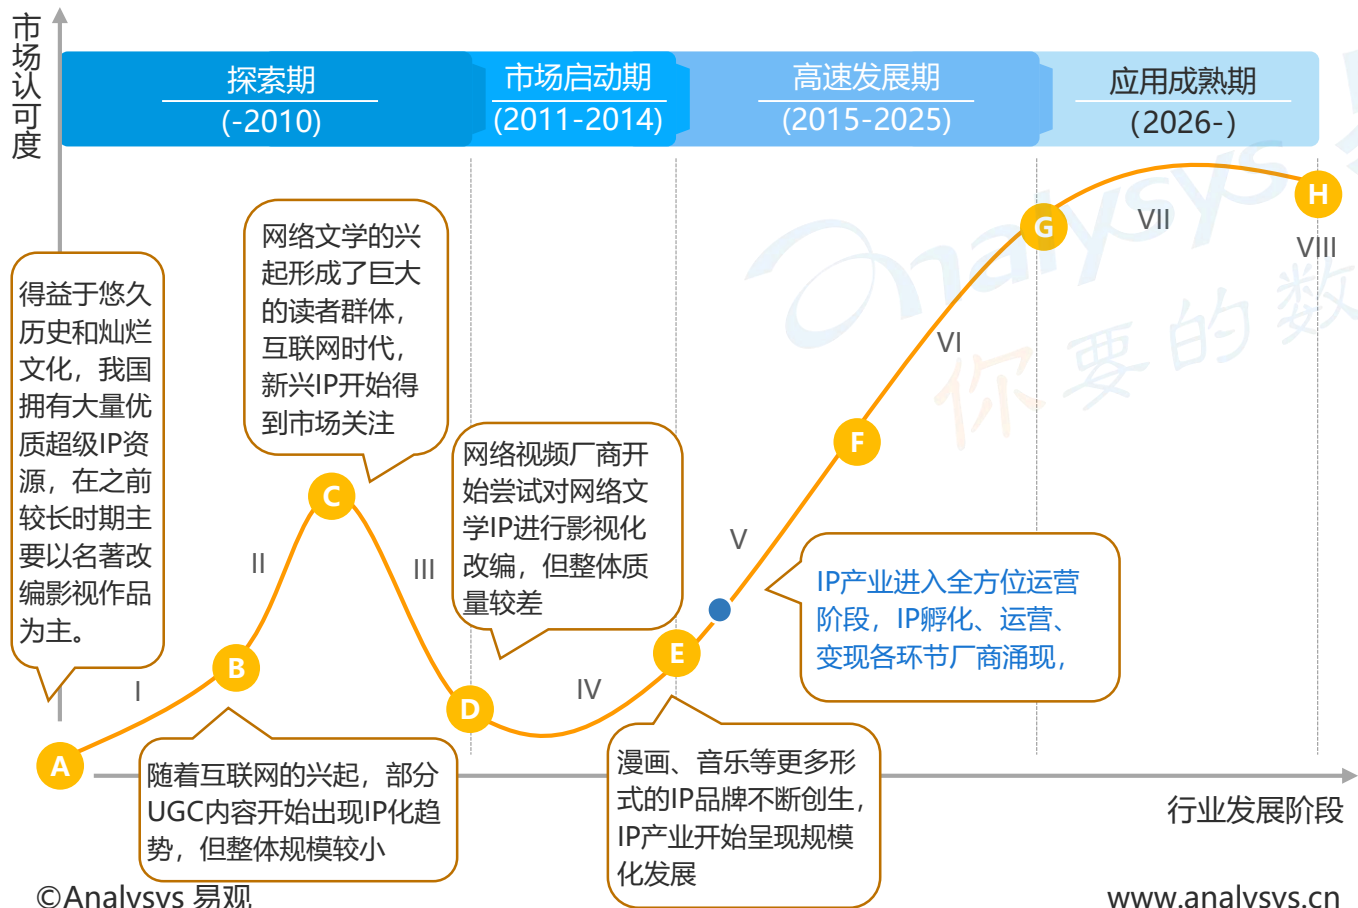 市场认可度
探索期
(-2010)
市场启动期
(2011-2014)
高速发展期
(2015-2025)
应用成熟期
(2026-)
得益于悠久
历史和灿烂
文化，我国
拥有大量优
质超级IP资
源，在之前
较长时期主
要以名著改
编影视作品
为主。
网络文学的兴
起形成了巨大
的读者群体，
互联网时代，
新兴IP开始得
到市场关注
网络视频厂商开
始尝试对网络文
学IP进行影视化
改编，但整体质
量较差
IP产业进入全方位运营
阶段，IP孵化、运营、
变现各环节厂商涌现，
随着互联网的兴起，部分
UGC内容开始出现IP化趋
势，但整体规模较小
漫画、音乐等更多形
式的IP品牌不断创生，
IP产业开始呈现规模
化发展
A
I
B
II
C
III
D
IV
E
V
F
VI
G
VII
H
VIII
行业发展阶段
analysys 易
你要的数
©Analysys 易观
www.analysys.cn